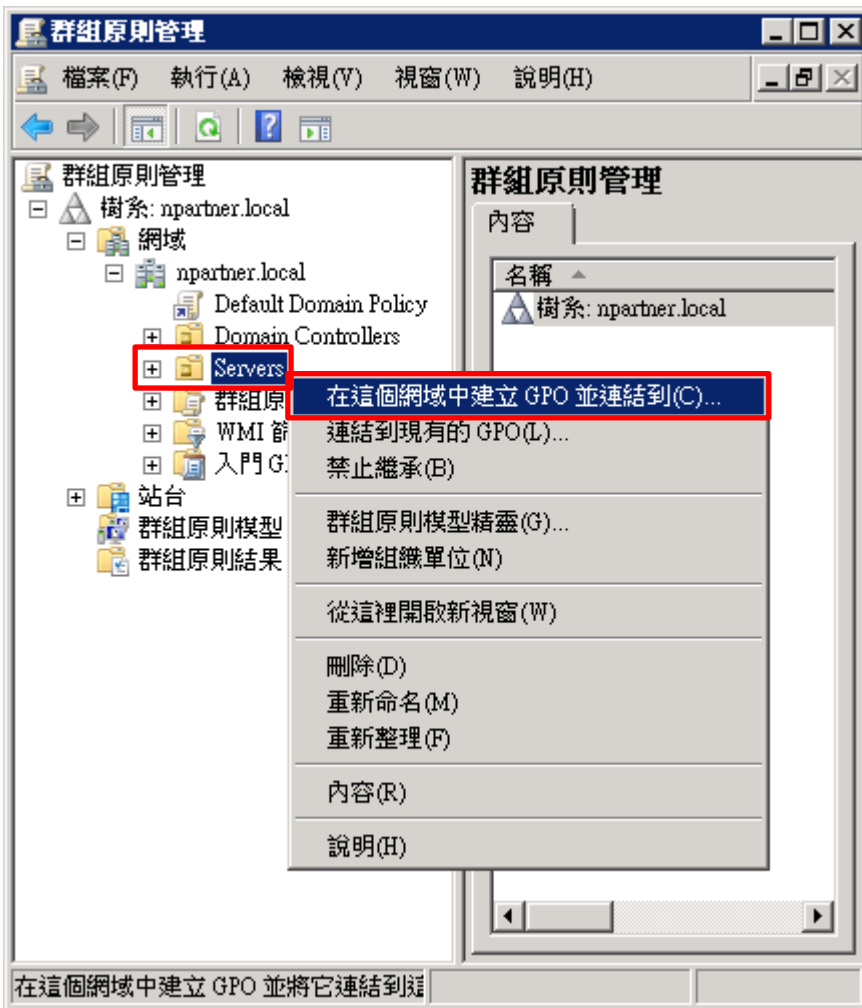 群組原則管理
檔案(F) 執行(A) 檢視(V) 視窗(W) 說明(H)
群組原則管理
樹系: npartner.local
網域
npartner.local
Default Domain Policy
Domain Controllers
Servers
群組原
WMI 篩
入門 G
站台
群組原則模型
群組原則結果
群組原則管理
內容
名稱
樹系: npartner.local
在這個網域中建立 GPO 並連結到(C)...
連結到現有的 GPO(L)...
禁止繼承(B)
群組原則模型精靈(G)...
新增組織單位(N)
從這裡開啟新視窗(W)
刪除(D)
重新命名(M)
重新整理(F)
內容(R)
說明(H)
在這個網域中建立 GPO 並將它連結到這